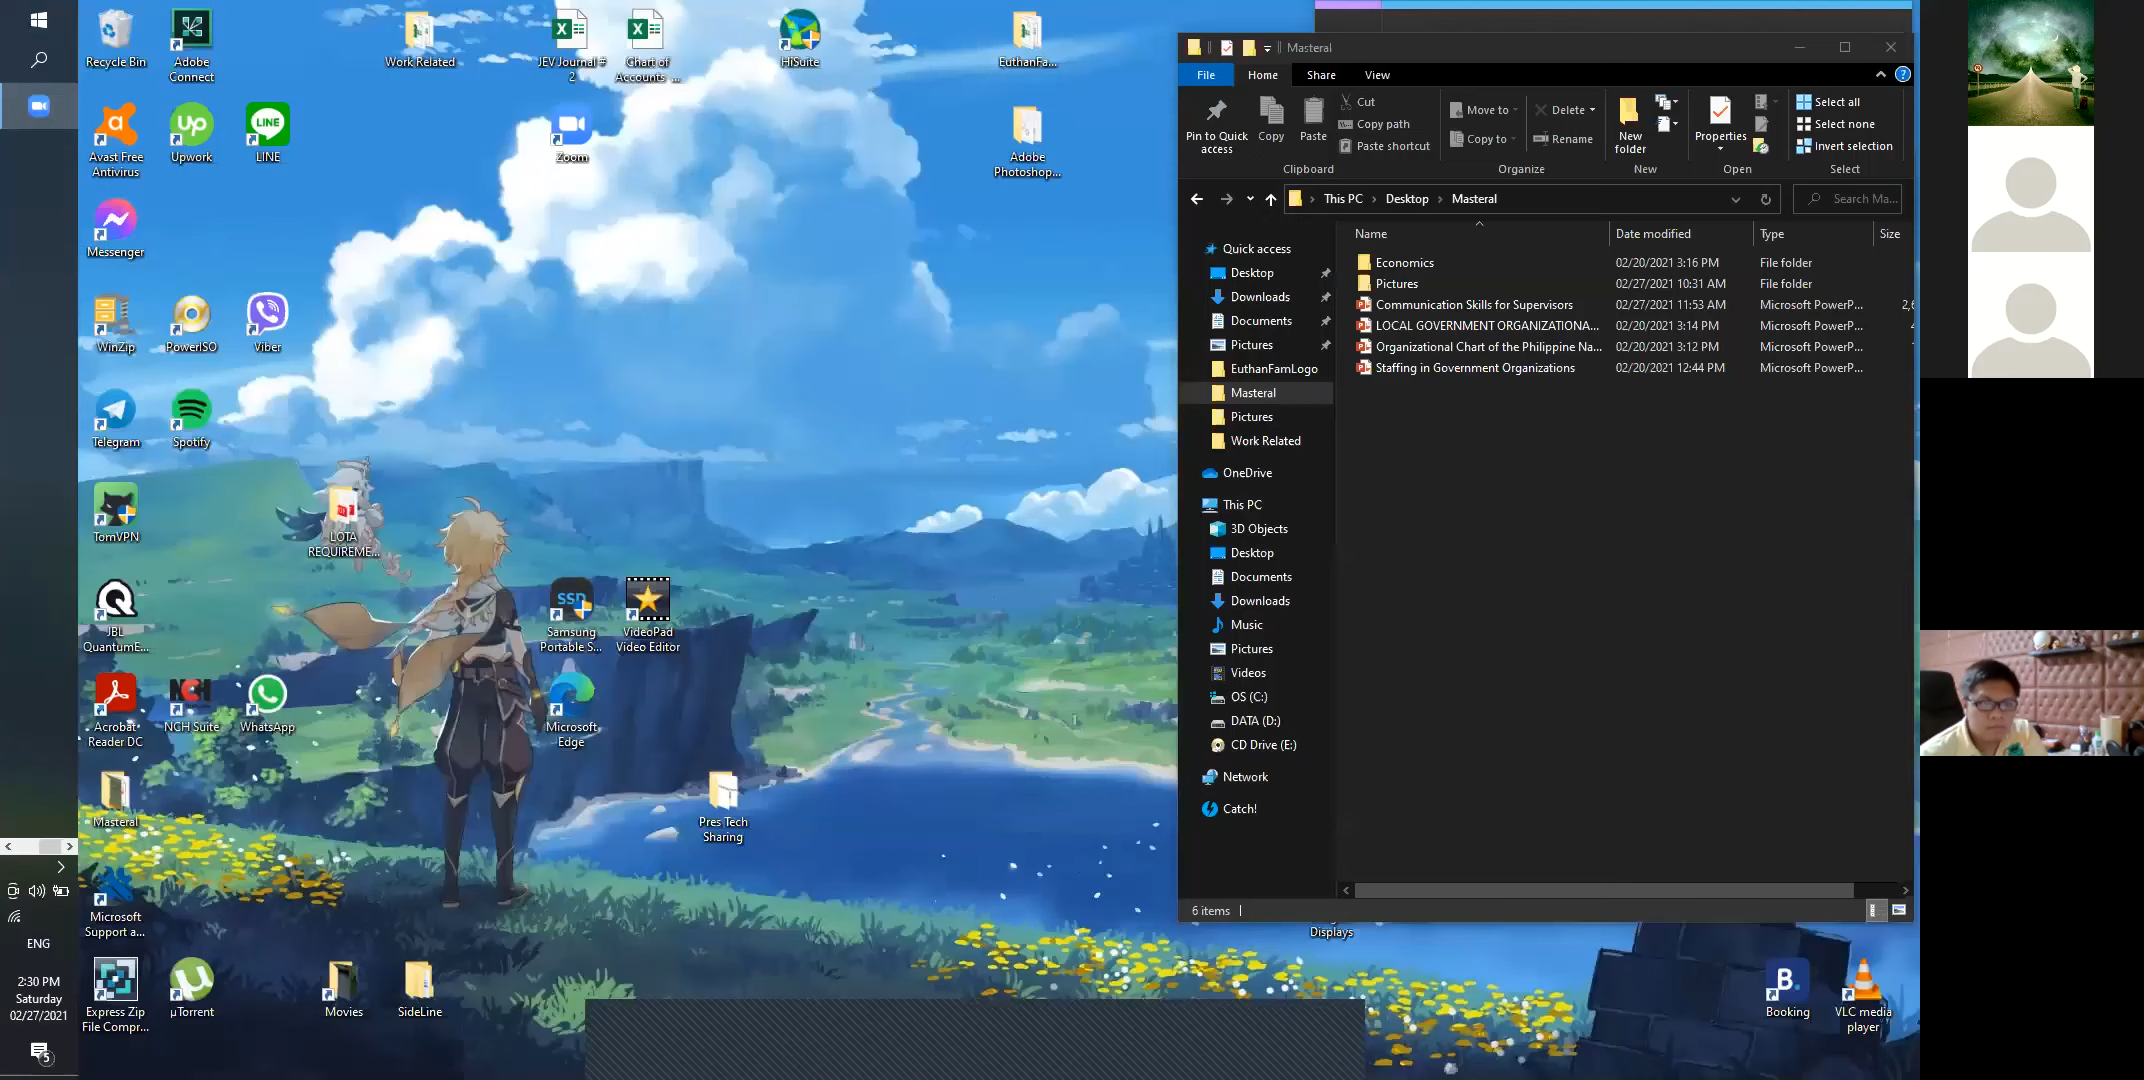 Recycle Bin
Adobe
Connect
Work Related
JEV Journal #
2
Chart of
Accounts ...
HiSuite
EuthanFa...
Avast Free
Antivirus
Upwork
LINE
LINE
Zoom
Adobe
Photoshop...
Messenger
WinZip
PowerISO
Viber
Telegram
Spotify
TomVPN
LOTA
REQUIREME...
JBL
QuantumE...
SSD
Samsung
Portable S...
VideoPad
Video Editor
Acrobat
Reader DC
NCH
NCH Suite
WhatsApp
Microsoft
Edge
Masteral
Pres Tech
Sharing
Microsoft
Support a...
Express Zip
File Compr...
µTorrent
Movies
SideLine
Displays
B.
Booking
VLC media
player
ENG
2:30 PM
Saturday
02/27/2021
5
Masteral
File
Home
Share
View
Pin to Quick
access
Copy
Paste
Cut
Copy path
Paste shortcut
Clipboard
Move to
Copy to
Delete
Rename
Organize
New
folder
New
Properties
Open
Select all
Select none
Invert selection
Select
This PC > Desktop > Masteral
Search Ma...
Name Date modified Type Size
Economics 02/20/2021 3:16 PM File folder
Pictures 02/27/2021 10:31 AM File folder
Communication Skills for Supervisors 02/27/2021 11:53 AM Microsoft PowerP... 2,6
LOCAL GOVERNMENT ORGANIZATIONA... 02/20/2021 3:14 PM Microsoft PowerP...
Organizational Chart of the Philippine Na... 02/20/2021 3:12 PM Microsoft PowerP...
Staffing in Government Organizations 02/20/2021 12:44 PM Microsoft PowerP...
Quick access
Desktop
Downloads
Documents
Pictures
EuthanFamLogo
Masteral
Pictures
Work Related
OneDrive
This PC
3D Objects
Desktop
Documents
Downloads
Music
Pictures
Videos
OS (C:)
DATA (D:)
CD Drive (E:)
Network
Catch!
6 items